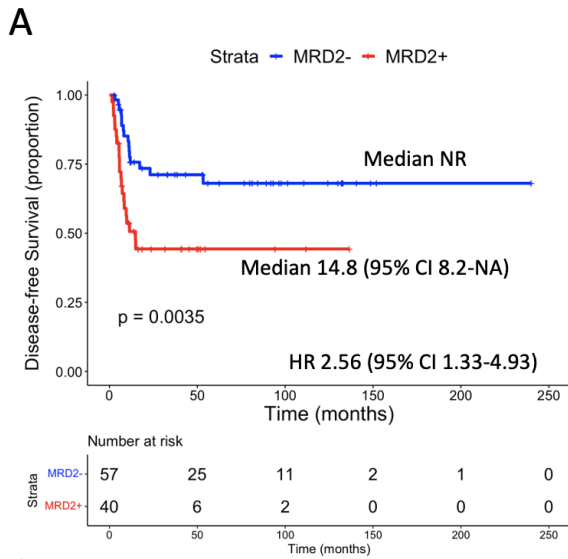 A
Strata MRD2- MRD2+
Disease-free Survival (proportion)
1.00
0.75
0.50
0.25
0.00
Median NR
Median 14.8 (95% CI 8.2-NA)
p = 0.0035
HR 2.56 (95% CI 1.33-4.93)
0 50 100 150 200 250
Time (months)
Number at risk
Strata
MRD2- 57 25 11 2 1 0
MRD2+ 40 6 2 0 0 0
0 50 100 150 200 250
Time (months)